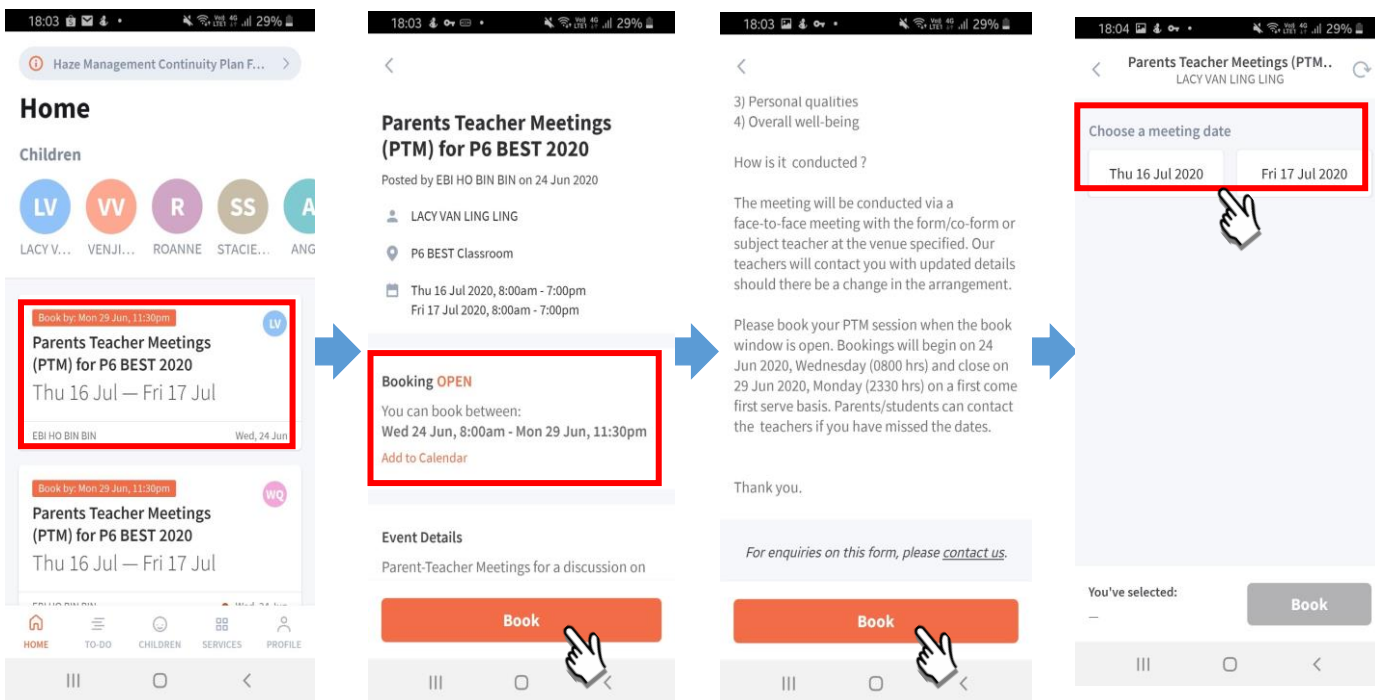 18:03
29%
Haze Management Continuity Plan F...
Home
Children
LV
VV
R
SS
A
LACY V...
VENJI...
ROANNE
STACIE...
ANG
Book by: Mon 29 Jun, 11:30pm
LV
Parents Teacher Meetings
(PTM) for P6 BEST 2020
Thu 16 Jul — Fri 17 Jul
EBI HO BIN BIN
Wed, 24 Jun
Book by: Mon 29 Jun, 11:30pm
WQ
Parents Teacher Meetings
(PTM) for P6 BEST 2020
Thu 16 Jul — Fri 17 Jul
EBI HO BIN BIN
Wed, 24 Jun
HOME
TO-DO
CHILDREN
SERVICES
PROFILE
18:03
29%
Parents Teacher Meetings
(PTM) for P6 BEST 2020
Posted by EBI HO BIN BIN on 24 Jun 2020
LACY VAN LING LING
P6 BEST Classroom
Thu 16 Jul 2020, 8:00am - 7:00pm
Fri 17 Jul 2020, 8:00am - 7:00pm
Booking OPEN
You can book between:
Wed 24 Jun, 8:00am - Mon 29 Jun, 11:30pm
Add to Calendar
Event Details
Parent-Teacher Meetings for a discussion on
Book
18:03
29%
3) Personal qualities
4) Overall well-being
How is it conducted ?
The meeting will be conducted via a
face-to-face meeting with the form/co-form or
subject teacher at the venue specified. Our
teachers will contact you with updated details
should there be a change in the arrangement.
Please book your PTM session when the book
window is open. Bookings will begin on 24
Jun 2020, Wednesday (0800 hrs) and close on
29 Jun 2020, Monday (2330 hrs) on a first come
first serve basis. Parents/students can contact
the teachers if you have missed the dates.
Thank you.
For enquiries on this form, please contact us.
Book
18:04
29%
Parents Teacher Meetings (PTM..
LACY VAN LING LING
Choose a meeting date
Thu 16 Jul 2020
Fri 17 Jul 2020
You've selected:
—
Book